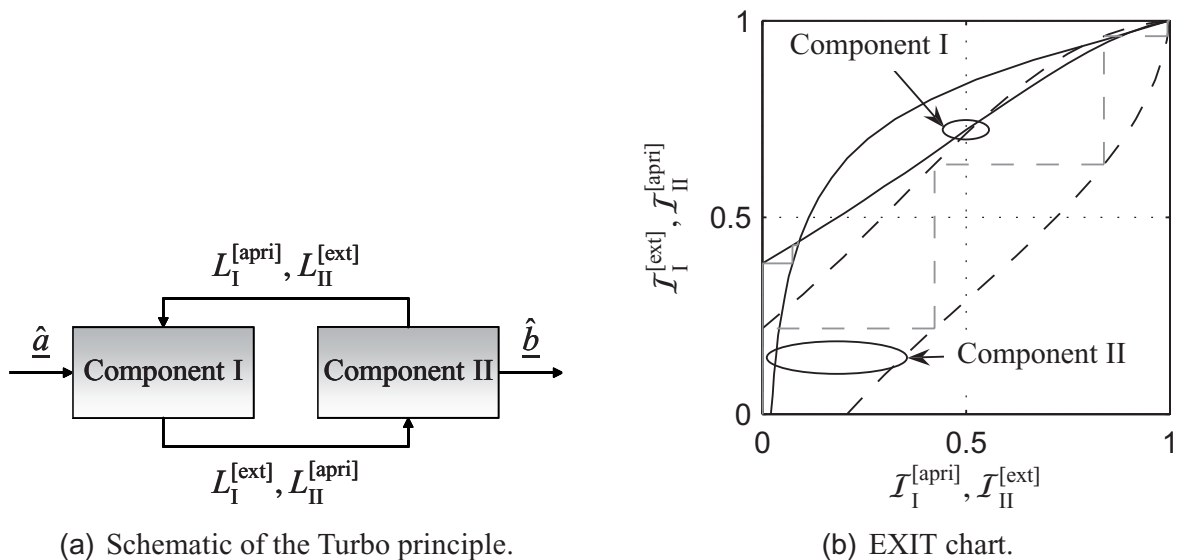 L_I^[apri], L_II^[ext]
â
Component I
Component II
b̂
L_I^[ext], L_II^[apri]
(a) Schematic of the Turbo principle.
1
Component I
0.5
Component II
0
0
0.5
1
𝓘_I^[ext], 𝓘_II^[apri]
𝓘_I^[apri], 𝓘_II^[ext]
(b) EXIT chart.